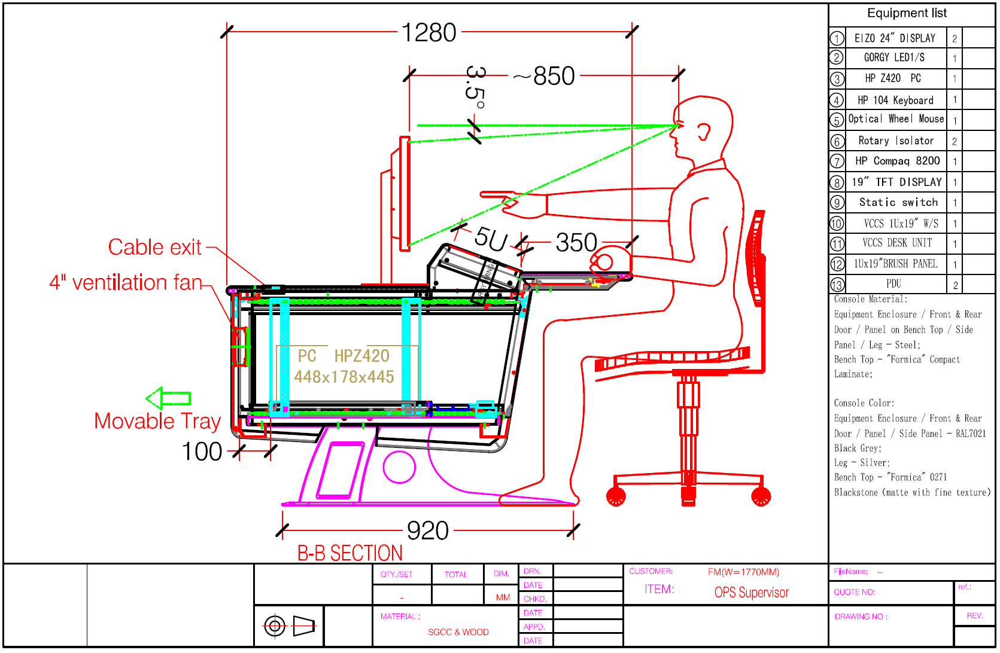 1280
~850
3.5°
5U
350
Cable exit
4" ventilation fan
PC HPZ420
448x178x445
Movable Tray
100
920
B-B SECTION
Equipment list
1 EIZO 24" DISPLAY 2
2 GORGY LED1/S 1
3 HP Z420 PC 1
4 HP 104 Keyboard 1
5 Optical Wheel Mouse 1
6 Rotary Isolator 2
7 HP Compaq 8200 1
8 19" TFT DISPLAY 1
9 Static switch 1
10 VCCS 1Ux19" W/S 1
11 VCCS DESK UNIT 1
12 1Ux19"BRUSH PANEL 1
13 PDU 2
Console Material:
Equipment Enclosure / Front & Rear
Door / Panel on Bench Top / Side
Panel / Leg - Steel;
Bench Top - "Formica" Compact
Laminate;
Console Color:
Equipment Enclosure / Front & Rear
Door / Panel / Side Panel - RAL7021
Black Grey;
Leg - Silver;
Bench Top - "Formica" 0271
Blackstone (matte with fine texture)
QTY./SET TOTAL DIM.
- MM
MATERIAL :
SGCC & WOOD
DRN.
DATE
CHKD.
DATE
APPD.
DATE
CUSTOMER: FM(W=1770MM)
ITEM: OPS Supervisor
FileName; --
QUOTE NO:
ref.:
DRAWING NO :
REV.